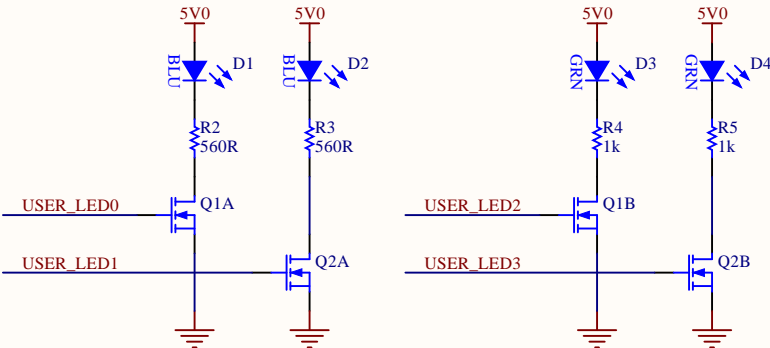 5V0
5V0
5V0
5V0
BLU
D1
BLU
D2
GRN
D3
GRN
D4
R2
560R
R3
560R
R4
1k
R5
1k
USER_LED0
Q1A
USER_LED2
Q1B
USER_LED1
Q2A
USER_LED3
Q2B